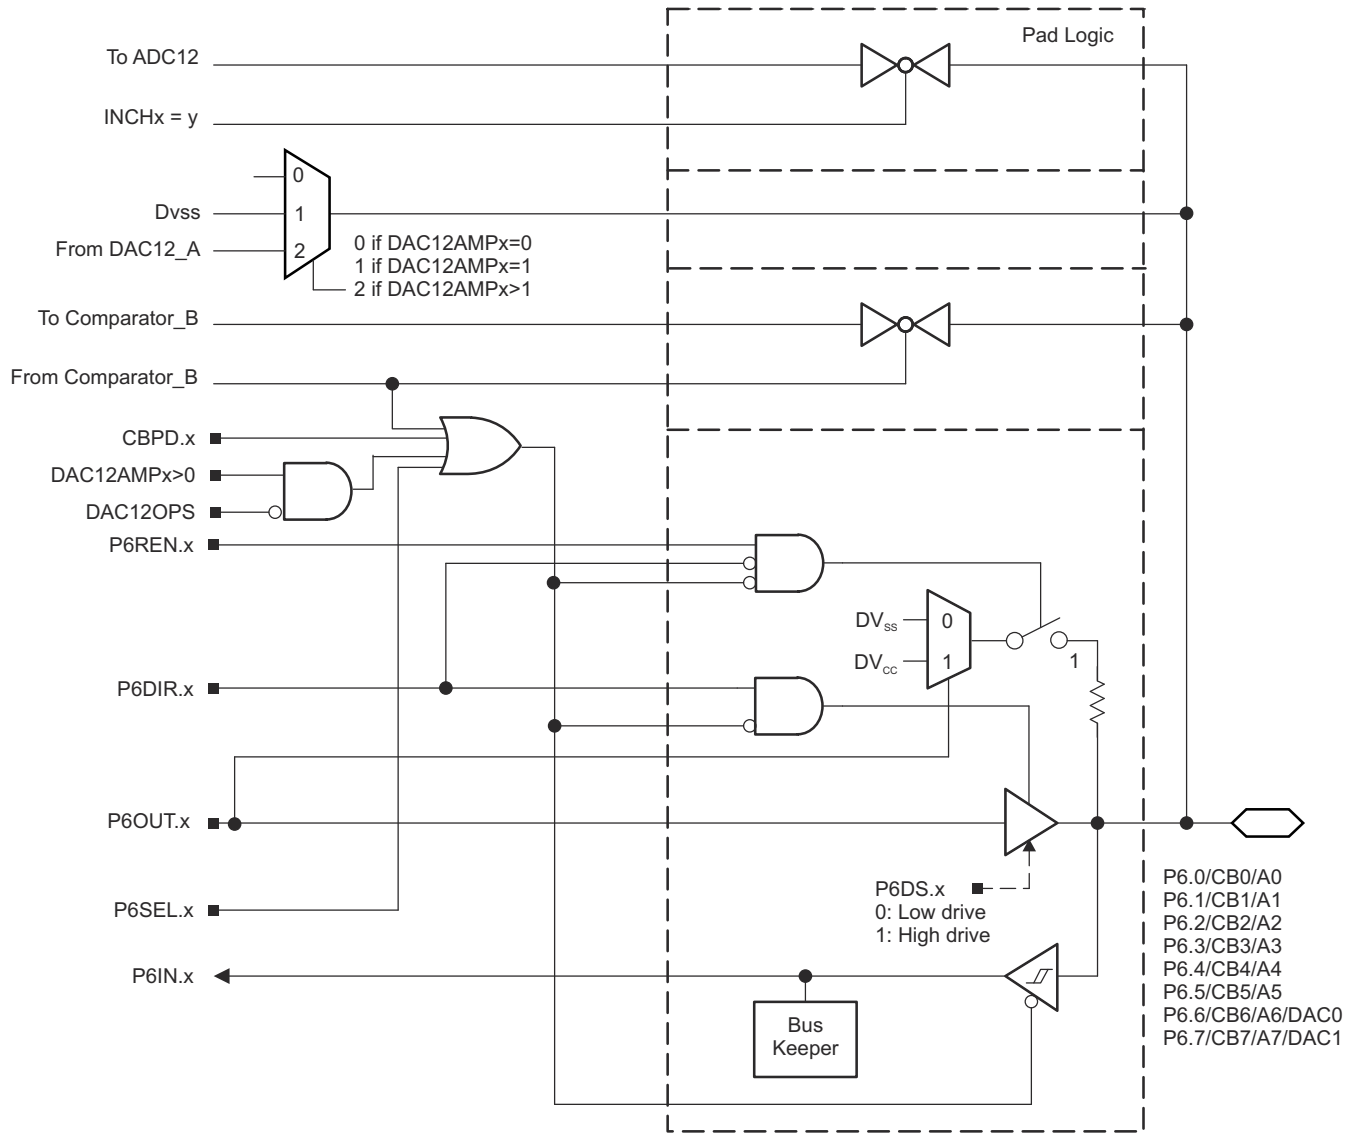 Pad Logic
To ADC12
INCHx = y
0
Dvss
1
From DAC12_A
2
0 if DAC12AMPx=0
1 if DAC12AMPx=1
2 if DAC12AMPx>1
To Comparator_B
From Comparator_B
CBPD.x
DAC12AMPx>0
DAC12OPS
P6REN.x
DVss
0
DVcc
1
1
P6DIR.x
P6OUT.x
P6DS.x
0: Low drive
1: High drive
P6SEL.x
P6IN.x
Bus
Keeper
P6.0/CB0/A0
P6.1/CB1/A1
P6.2/CB2/A2
P6.3/CB3/A3
P6.4/CB4/A4
P6.5/CB5/A5
P6.6/CB6/A6/DAC0
P6.7/CB7/A7/DAC1